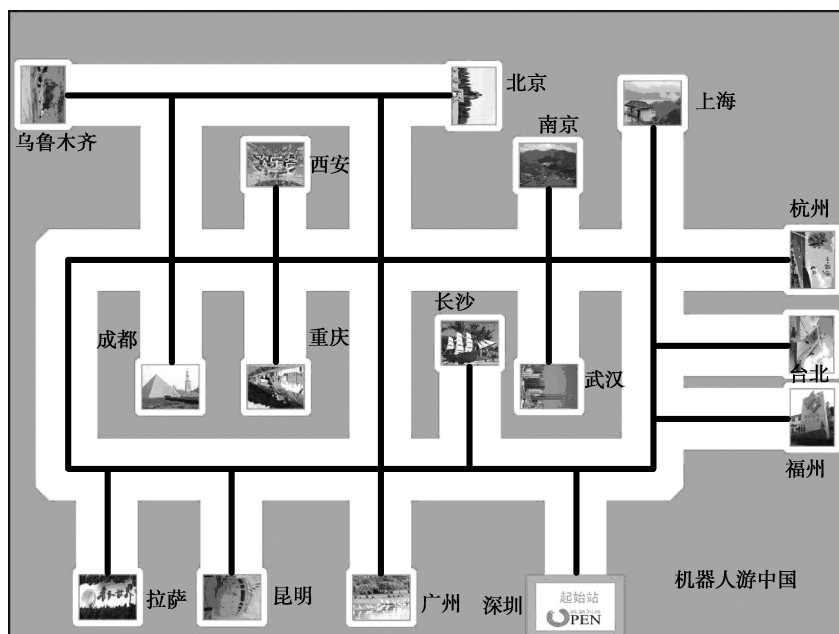 北京
上海
乌鲁木齐
南京
西安
杭州
长沙
成都
重庆
武汉
台北
福州
拉萨
昆明
广州
深圳
起始站
OPEN
机器人游中国